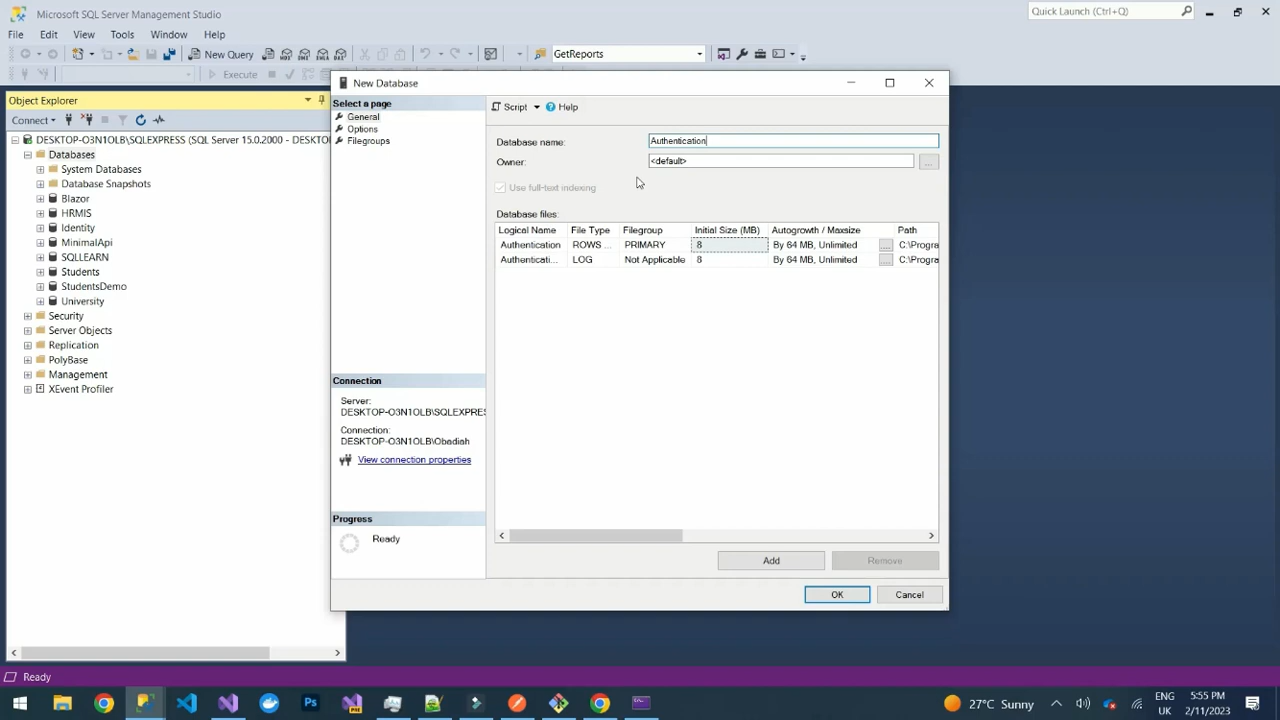 Microsoft SQL Server Management Studio
Quick Launch (Ctrl+Q)
File Edit View Tools Window Help
New Query
GetReports
Execute
Object Explorer
Connect
DESKTOP-O3N1OLB\SQLEXPRESS (SQL Server 15.0.2000 - DESKTO
Databases
System Databases
Database Snapshots
Blazor
HRMIS
Identity
MinimalApi
SQLLEARN
Students
StudentsDemo
University
Security
Server Objects
Replication
PolyBase
Management
XEvent Profiler
New Database
Select a page
General
Options
Filegroups
Connection
Server:
DESKTOP-O3N1OLB\SQLEXPRES
Connection:
DESKTOP-O3N1OLB\Obadiah
View connection properties
Progress
Ready
Script Help
Database name: Authentication
Owner: <default> ...
Use full-text indexing
Database files:
Logical Name File Type Filegroup Initial Size (MB) Autogrowth / Maxsize Path
Authentication ROWS ... PRIMARY 8 By 64 MB, Unlimited ... C:\Progra
Authenticati... LOG Not Applicable 8 By 64 MB, Unlimited ... C:\Progra
Add Remove
OK Cancel
Ready
Ps
PRE
27°C Sunny
ENG
UK
5:55 PM
2/11/2023